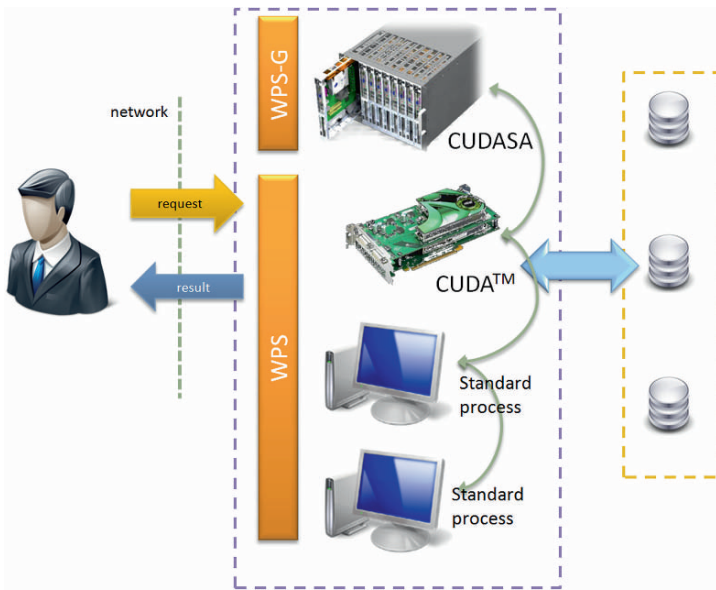 WPS-G
network
CUDASA
request
CUDA™
result
WPS
Standard
process
Standard
process